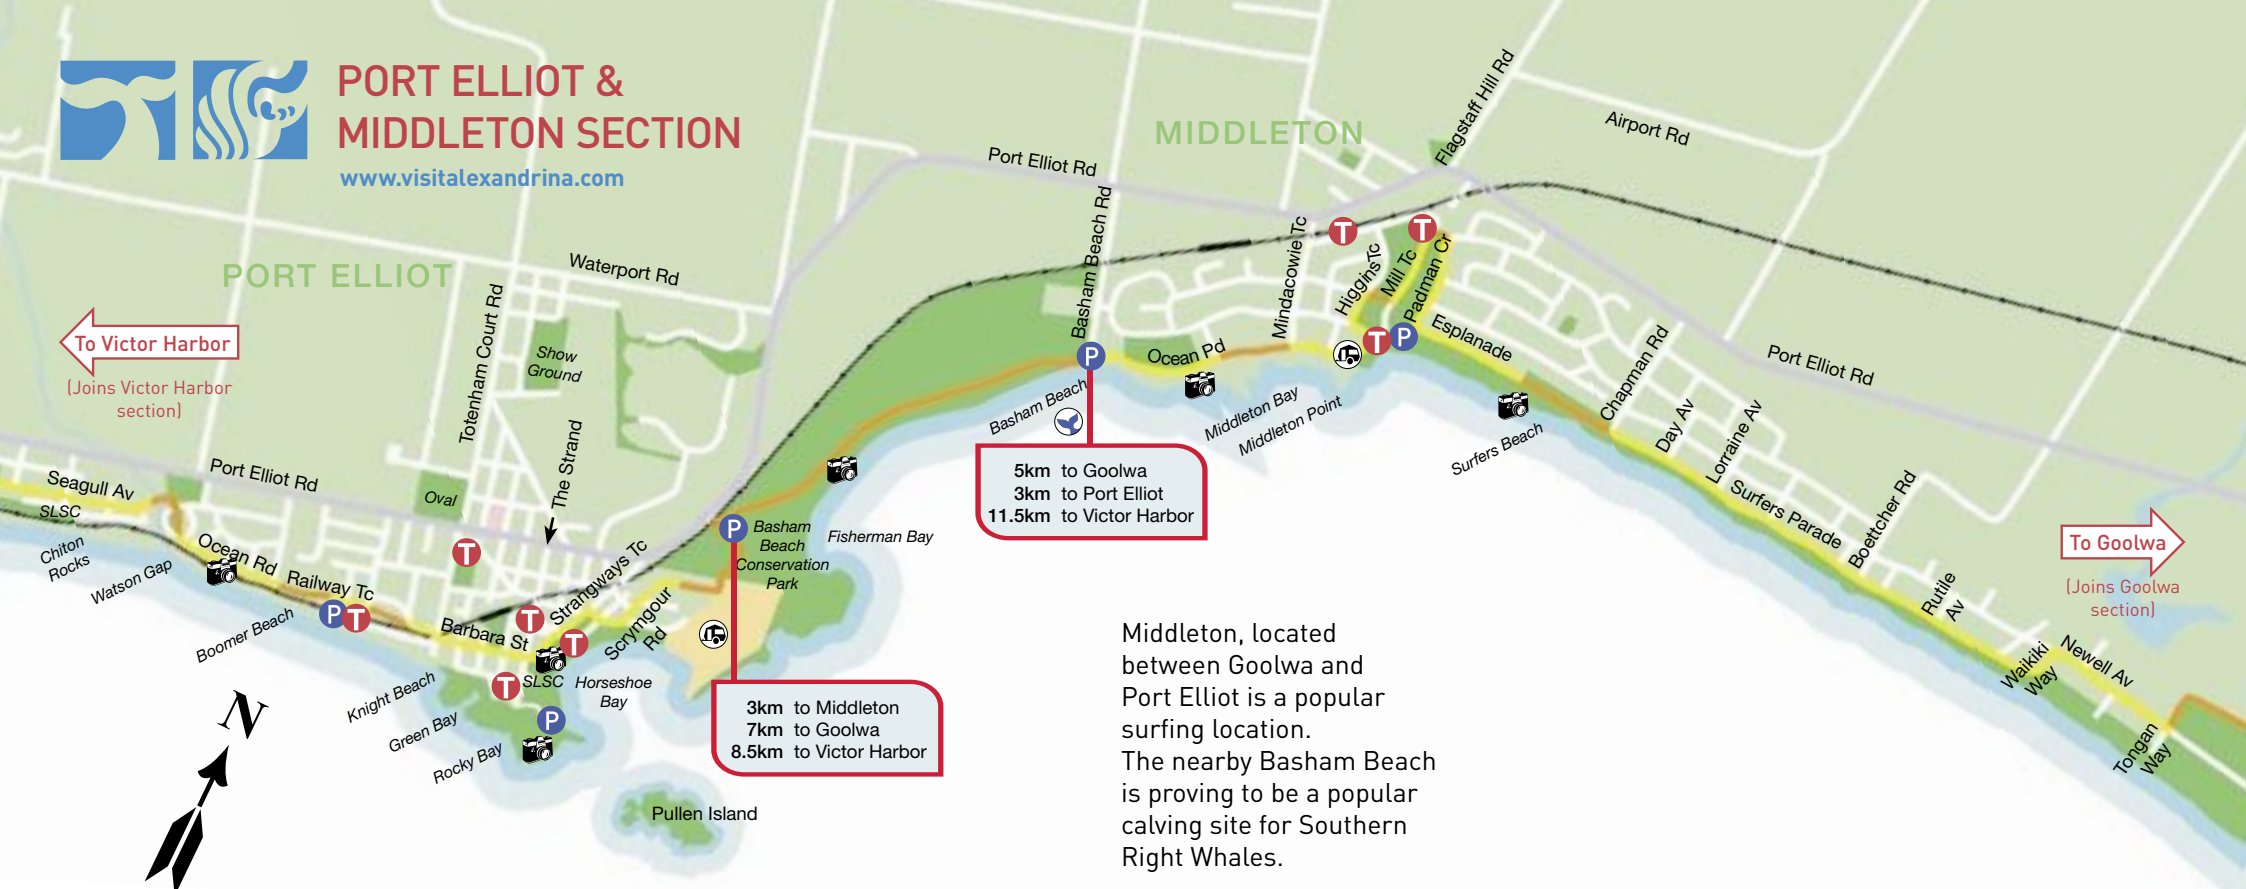 PORT ELLIOT &
MIDDLETON SECTION
www.visitalexandrina.com
MIDDLETON
Flagstaff Hill Rd
Airport Rd
Port Elliot Rd
Basham Beach Rd
Mindacowie Tc
Higgins Tc
Mill Tc
Padman Cr
T
T
PORT ELLIOT
Waterport Rd
Totenham Court Rd
Show
Ground
To Victor Harbor
(Joins Victor Harbor
section)
P
Ocean Pd
T
P
Esplanade
Chapman Rd
Port Elliot Rd
Basham Beach
Middleton Bay
Middleton Point
Surfers Beach
Day Av
Lorraine Av
Surfers Parade
Boettcher Rd
5km to Goolwa
3km to Port Elliot
11.5km to Victor Harbor
Seagull Av
Port Elliot Rd
SLSC
Oval
The Strand
Chiton
Rocks
Watson Gap
Ocean Rd
Railway Tc
T
P
Basham
Beach
Conservation
Park
Fisherman Bay
To Goolwa
(Joins Goolwa
section)
Rutile
Av
Waikiki
Way
Newell Av
Tongan
Way
Boomer Beach
P
T
Barbara St
T
Strangways Tc
T
Scrymgour
Rd
Knight Beach
T
SLSC
Horseshoe
Bay
Green Bay
P
Rocky Bay
N
3km to Middleton
7km to Goolwa
8.5km to Victor Harbor
Pullen Island
Middleton, located
between Goolwa and
Port Elliot is a popular
surfing location.
The nearby Basham Beach
is proving to be a popular
calving site for Southern
Right Whales.